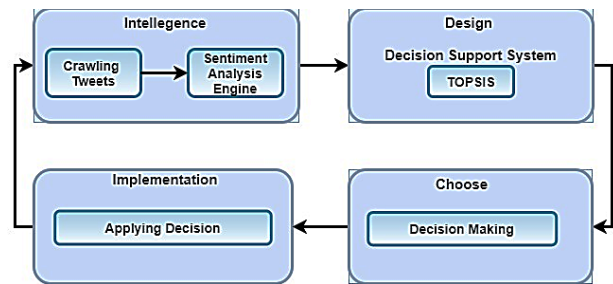 Intellegence
Crawling
Tweets
Sentiment
Analysis
Engine
Design
Decision Support System
TOPSIS
Implementation
Applying Decision
Choose
Decision Making